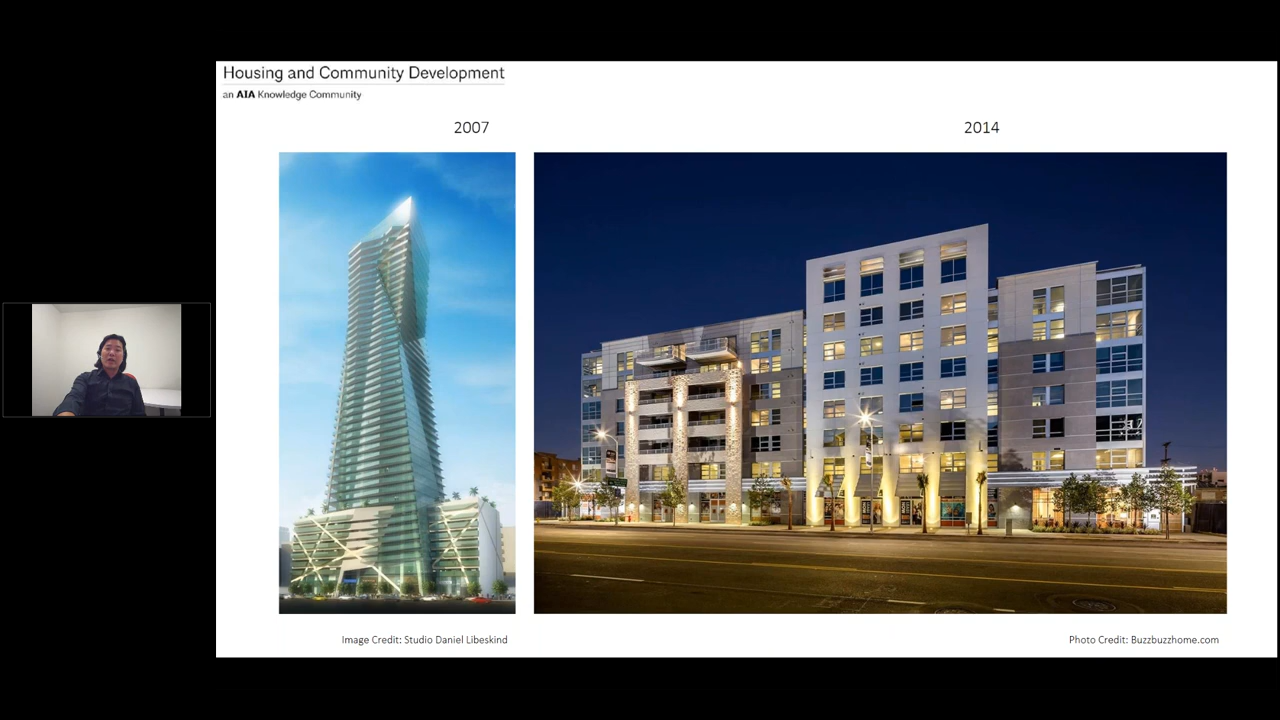 Housing and Community Development
an AIA Knowledge Community
2007
2014
Image Credit: Studio Daniel Libeskind
Photo Credit: Buzzbuzzhome.com